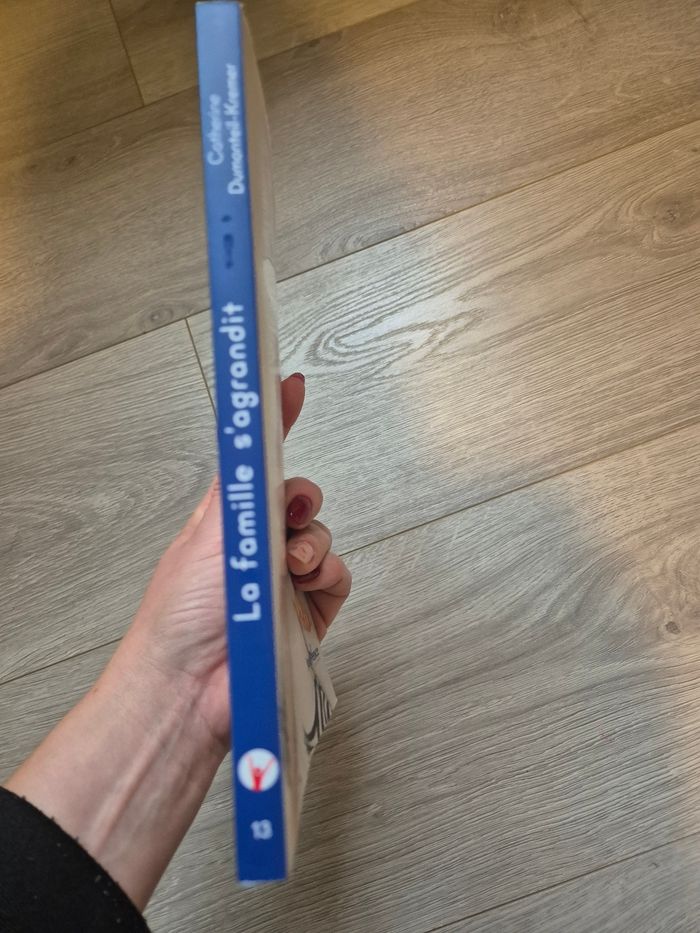 Catherine
Dumonteil-Kremer
La famille s'agrandit
13